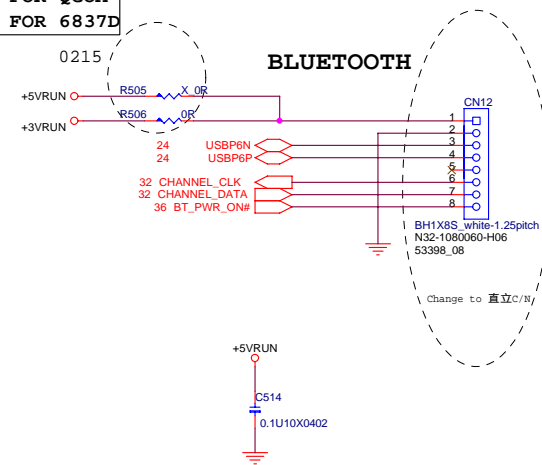 FOR 6837D
0215
BLUETOOTH
+5VRUN
R505
X_0R
+3VRUN
R506
0R
CN12
1
2
3
4
5
6
7
8
24 USBP6N
24 USBP6P
32 CHANNEL_CLK
32 CHANNEL_DATA
36 BT_PWR_ON#
BH1X8S_white-1.25pitch
N32-1080060-H06
53398_08
Change to 直立C/N
+5VRUN
C514
0.1U10X0402